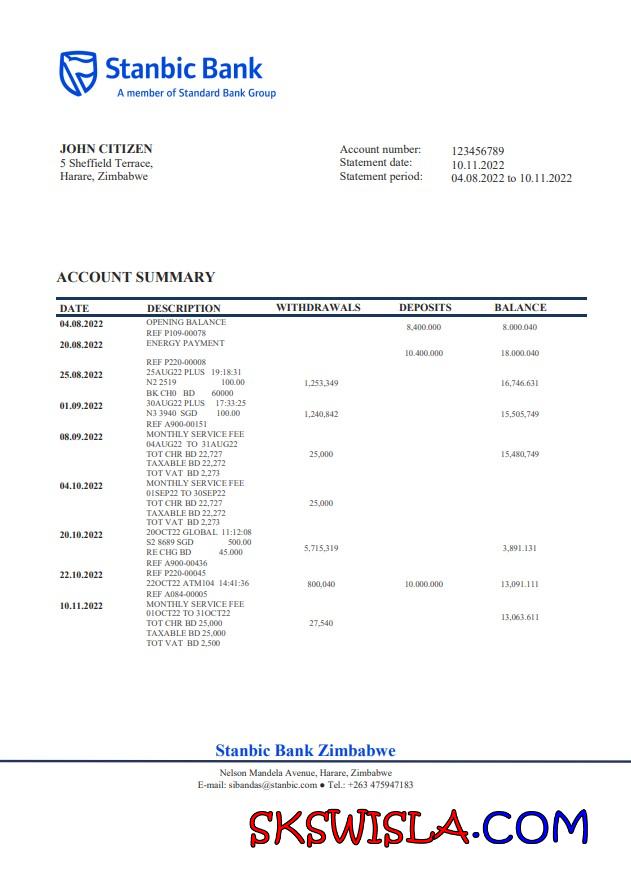 Stanbic Bank
A member of Standard Bank Group
JOHN CITIZEN
5 Sheffield Terrace,
Harare, Zimbabwe
Account number: 123456789
Statement date: 10.11.2022
Statement period: 04.08.2022 to 10.11.2022
ACCOUNT SUMMARY
DATE DESCRIPTION WITHDRAWALS DEPOSITS BALANCE
04.08.2022 OPENING BALANCE
8,400.000 8.000.040
REF P109-00078
20.08.2022 ENERGY PAYMENT
10.400.000 18.000.040
REF P220-00008
25.08.2022 25AUG22 PLUS 19:18:31
N2 2519 100.00 1,253,349 16,746.631
BK CH0 BD 60000
01.09.2022 30AUG22 PLUS 17:33:25
N3 3940 SGD 100.00 1,240,842 15,505,749
REF A900-00151
08.09.2022 MONTHLY SERVICE FEE
04AUG22 TO 31AUG22
TOT CHR BD 22,727 25,000 15,480,749
TAXABLE BD 22,272
TOT VAT BD 2,273
04.10.2022 MONTHLY SERVICE FEE
01SEP22 TO 30SEP22
TOT CHR BD 22,727 25,000
TAXABLE BD 22,272
TOT VAT BD 2,273
20.10.2022 20OCT22 GLOBAL 11:12:08
S2 8689 SGD 500.00
5,715,319 3,891.131
RE CHG BD 45.000
REF A900-00436
22.10.2022 REF P220-00045
22OCT22 ATM104 14:41:36 800,040 10.000.000 13,091.111
REF A084-00005
10.11.2022 MONTHLY SERVICE FEE
01OCT22 TO 31OCT22 13,063.611
TOT CHR BD 25,000 27,540
TAXABLE BD 25,000
TOT VAT BD 2,500
Stanbic Bank Zimbabwe
Nelson Mandela Avenue, Harare, Zimbabwe
E-mail: sibandas@stanbic.com ● Tel.: +263 475947183
SKSWISLA.COM